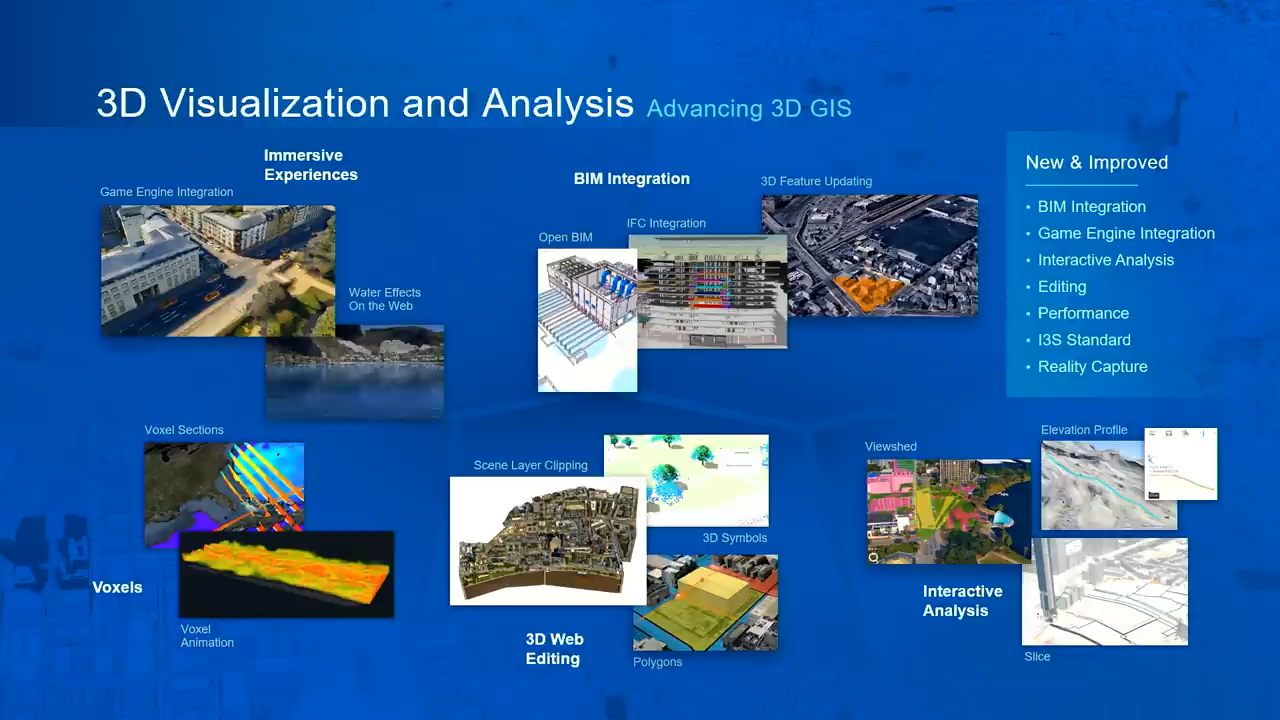 3D Visualization and Analysis Advancing 3D GIS
Immersive
Experiences
Game Engine Integration
Water Effects
On the Web
BIM Integration
3D Feature Updating
IFC Integration
Open BIM
New & Improved
• BIM Integration
• Game Engine Integration
• Interactive Analysis
• Editing
• Performance
• I3S Standard
• Reality Capture
Voxel Sections
Voxels
Voxel
Animation
Scene Layer Clipping
3D Symbols
3D Web
Editing
Polygons
Viewshed
Elevation Profile
Interactive
Analysis
Slice